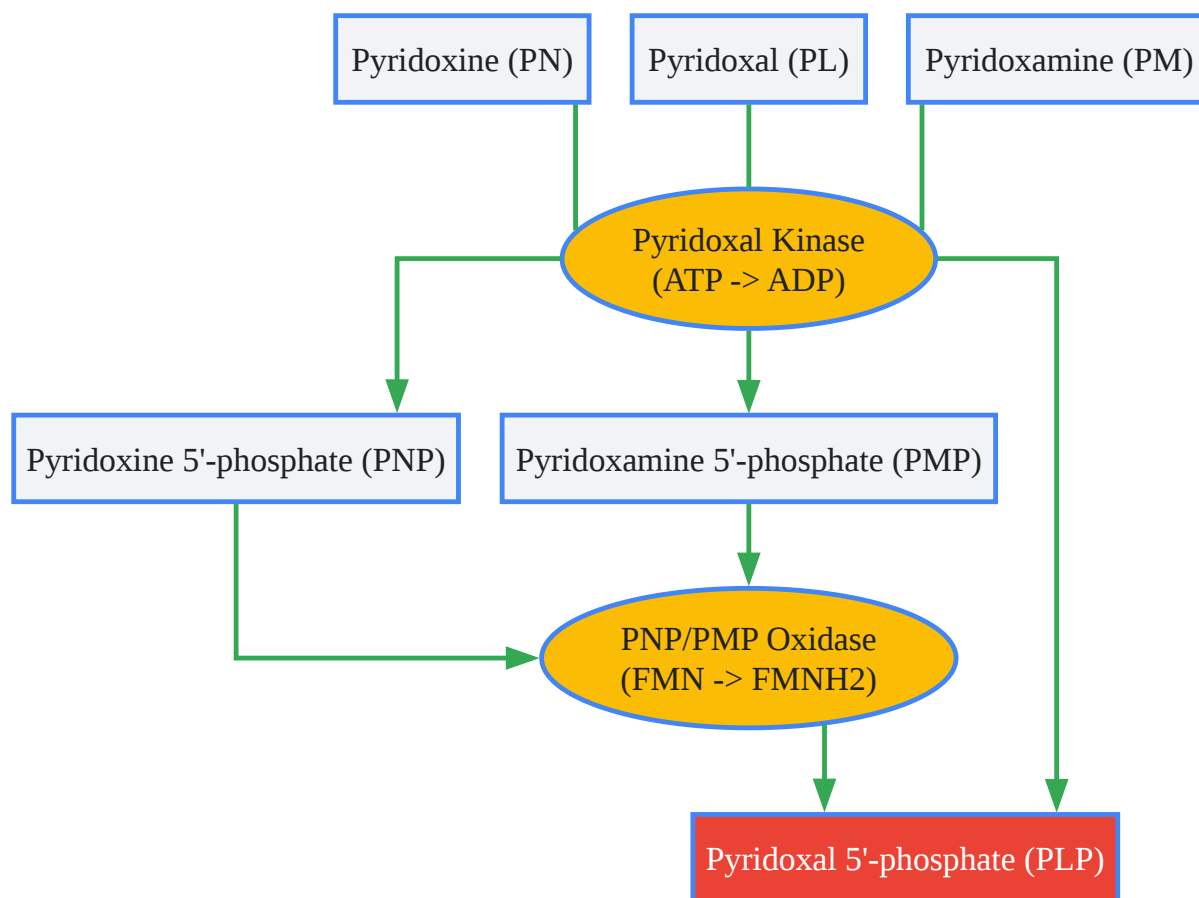 Pyridoxine (PN)
Pyridoxal (PL)
Pyridoxamine (PM)
Pyridoxal Kinase
(ATP -> ADP)
Pyridoxine 5'-phosphate (PNP)
Pyridoxamine 5'-phosphate (PMP)
PNP/PMP Oxidase
(FMN -> FMNH2)
Pyridoxal 5'-phosphate (PLP)